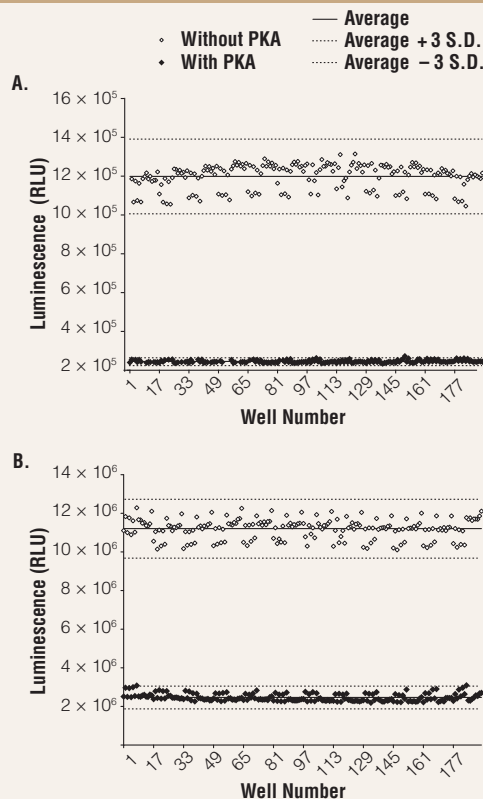 Without PKA
With PKA
Average
Average + 3 S.D.
Average – 3 S.D.
A.
16 × 10⁵
14 × 10⁵
12 × 10⁵
10 × 10⁵
8 × 10⁵
6 × 10⁵
4 × 10⁵
2 × 10⁵
Luminescence (RLU)
1 17 33 49 65 81 97 113 129 145 161 177
Well Number
B.
14 × 10⁶
12 × 10⁶
10 × 10⁶
8 × 10⁶
6 × 10⁶
4 × 10⁶
2 × 10⁶
Luminescence (RLU)
1 17 33 49 65 81 97 113 129 145 161 177
Well Number